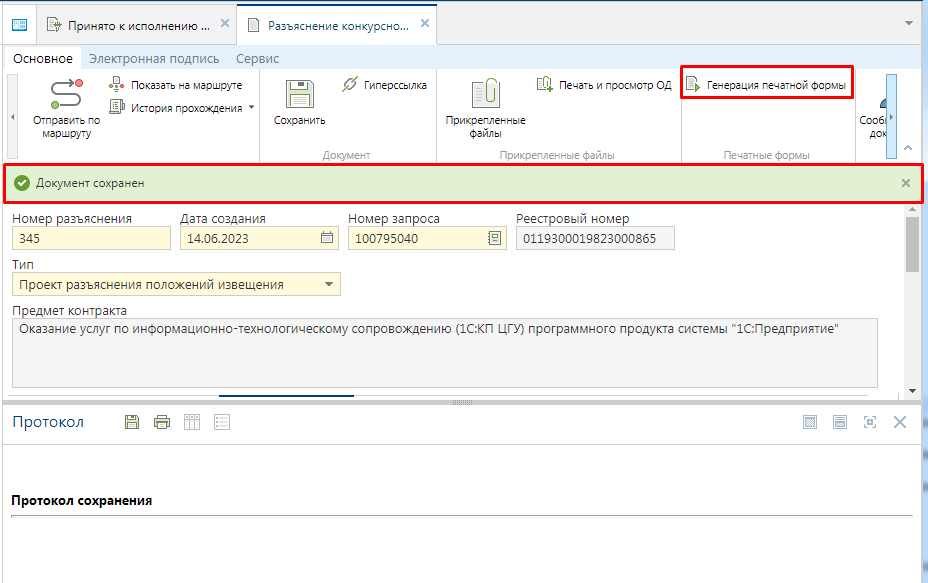 Принято к исполнению ...
Разъяснение конкурсно...
Основное
Электронная подпись
Сервис
Отправить по
маршруту
Показать на маршруте
История прохождения
Сохранить
Гиперссылка
Документ
Прикрепленные
файлы
Печать и просмотр ОД
Прикрепленные файлы
Генерация печатной формы
Печатные формы
Документ сохранен
Номер разъяснения
Дата создания
Номер запроса
Реестровый номер
345
14.06.2023
100795040
0119300019823000865
Тип
Проект разъяснения положений извещения
Предмет контракта
Оказание услуг по информационно-технологическому сопровождению (1С:КП ЦГУ) программного продукта системы "1С:Предприятие"
Протокол
Протокол сохранения